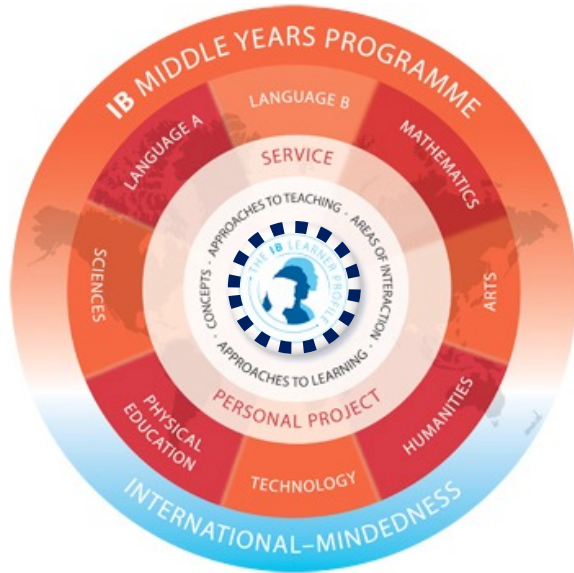 IB MIDDLE YEARS PROGRAMME
LANGUAGE A
LANGUAGE B
MATHEMATICS
SCIENCES
ARTS
PHYSICAL
EDUCATION
TECHNOLOGY
HUMANITIES
SERVICE
PERSONAL PROJECT
CONCEPTS · APPROACHES TO TEACHING · AREAS OF INTERACTION · APPROACHES TO LEARNING ·
THE IB LEARNER PROFILE
INTERNATIONAL–MINDEDNESS